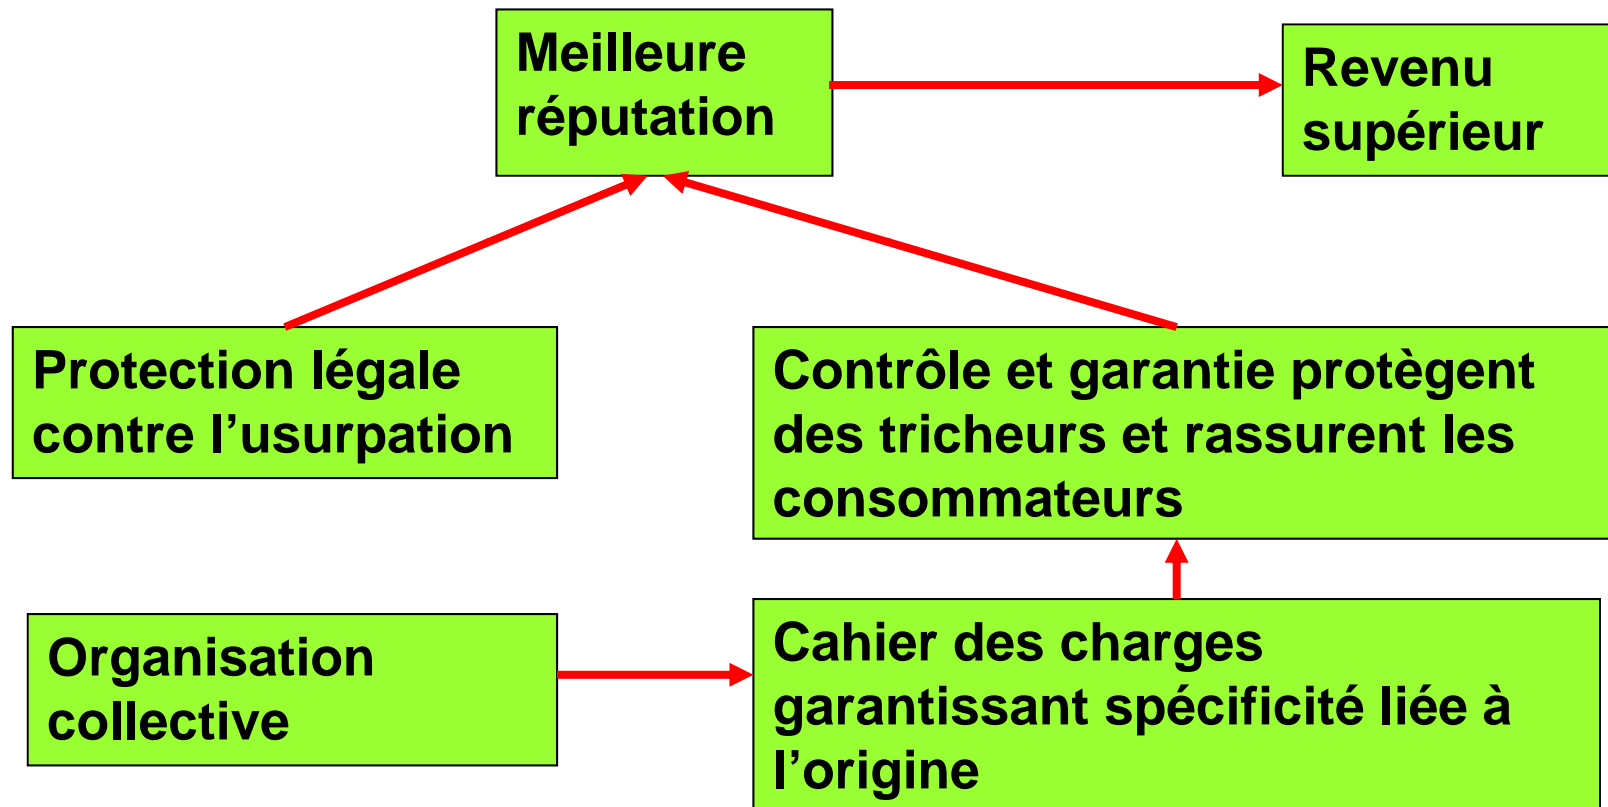 Meilleure
réputation
Revenu
supérieur
Protection légale
contre l’usurpation
Contrôle et garantie protègent
des tricheurs et rassurent les
consommateurs
Organisation
collective
Cahier des charges
garantissant spécificité liée à
l’origine